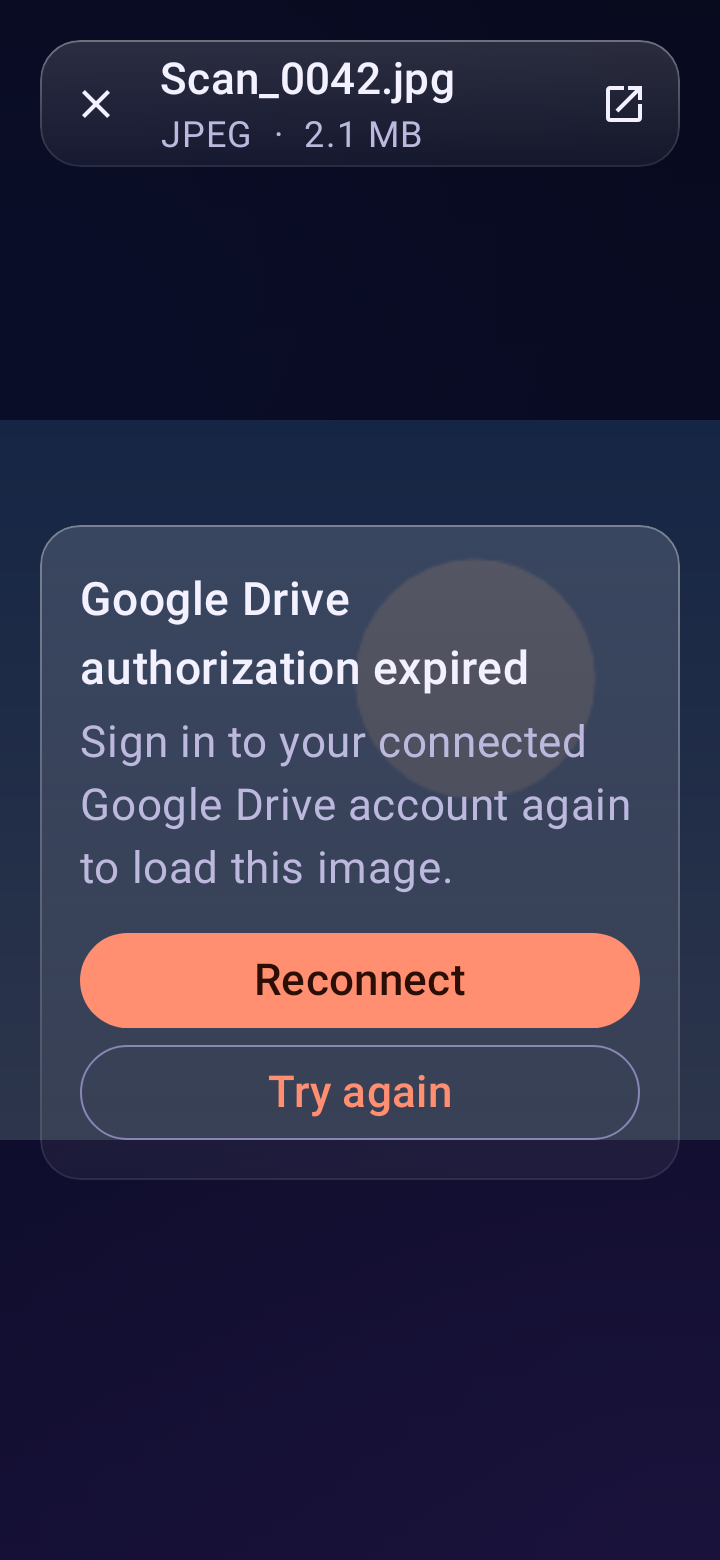 Scan_0042.jpg
JPEG · 2.1 MB
Google Drive
authorization expired
Sign in to your connected
Google Drive account again
to load this image.
Reconnect
Try again